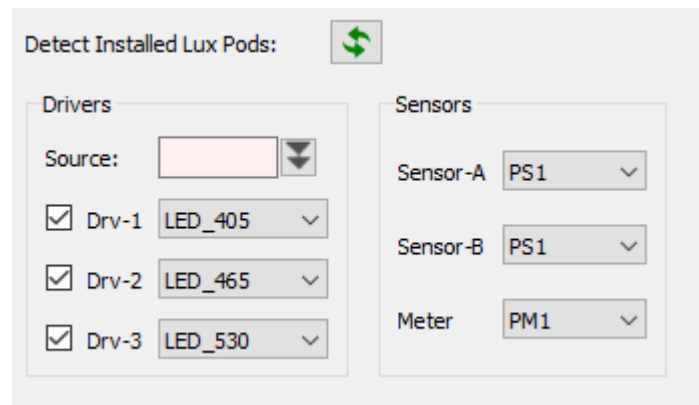 Detect Installed Lux Pods:
Drivers
Source:
Drv-1 LED_405
Drv-2 LED_465
Drv-3 LED_530
Sensors
Sensor-A PS1
Sensor-B PS1
Meter PM1